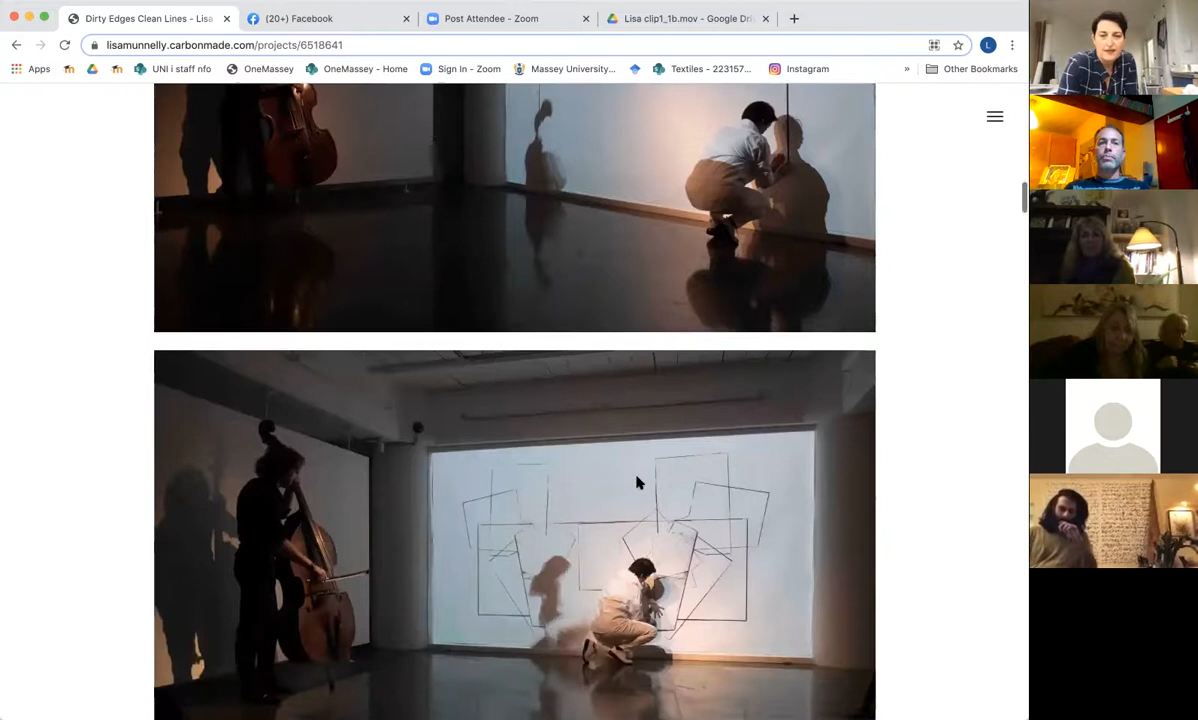 Dirty Edges Clean Lines - Lisa
(20+) Facebook
Post Attendee - Zoom
Lisa clip1_1b.mov - Google Dri
lisamunnelly.carbonmade.com/projects/6518641
L
Apps
UNI i staff nfo
OneMassey
OneMassey - Home
Sign In - Zoom
Massey University...
Textiles - 223157...
Instagram
»
Other Bookmarks